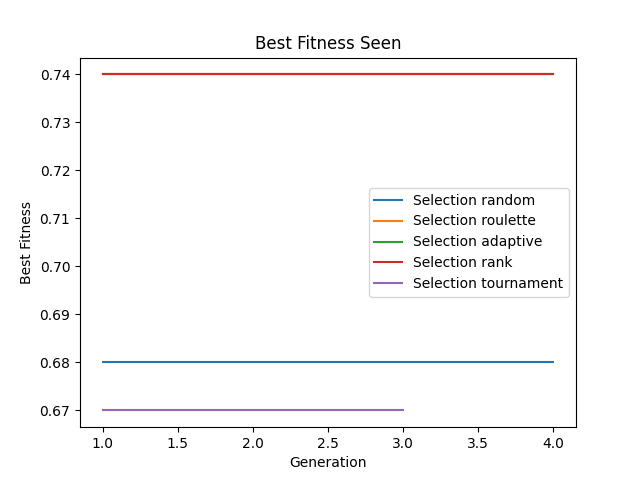 Best Fitness Seen
0.74
0.73
0.72
0.71
0.70
0.69
0.68
0.67
Best Fitness
Selection random
Selection roulette
Selection adaptive
Selection rank
Selection tournament
1.0 1.5 2.0 2.5 3.0 3.5 4.0
Generation